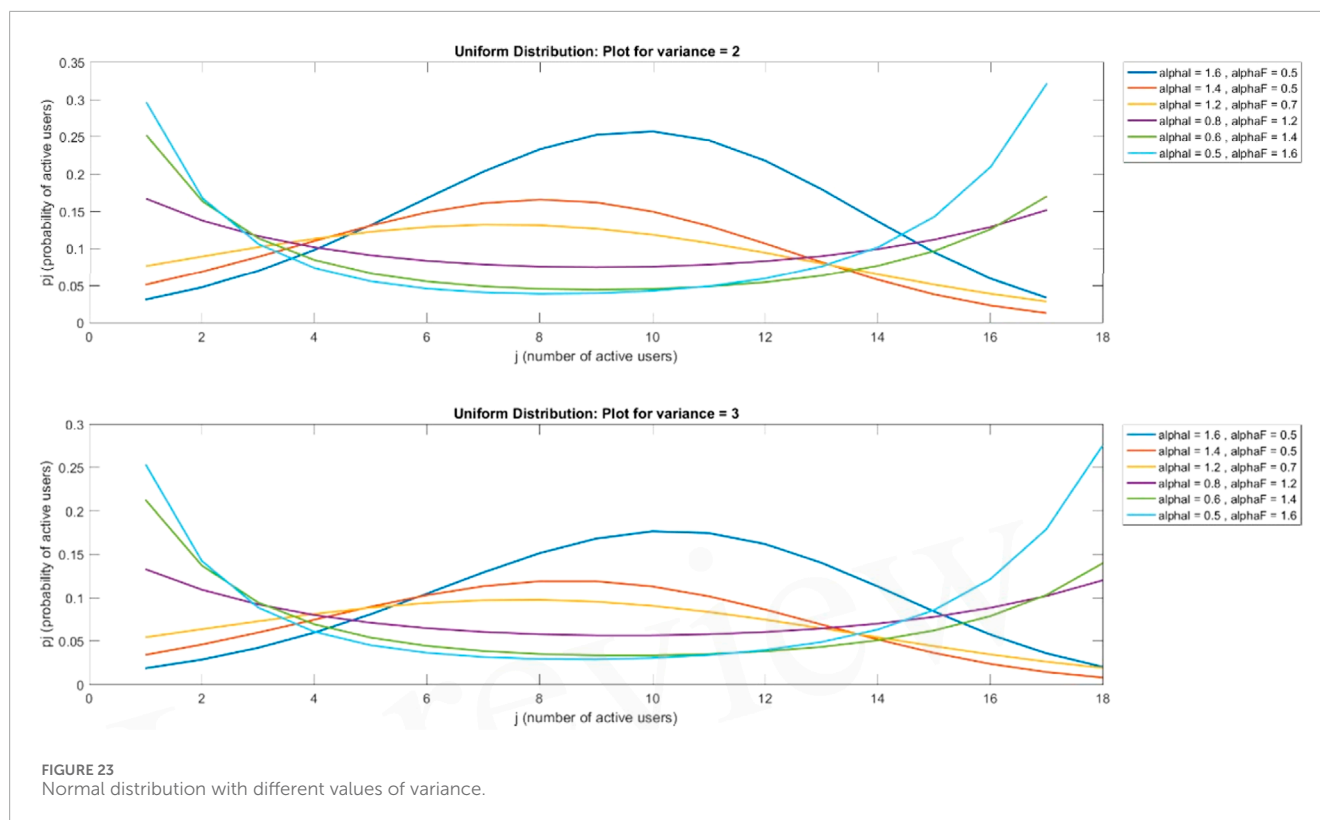 Uniform Distribution: Plot for variance = 2
0.35
0.3
0.25
0.2
0.15
0.1
0.05
0
pj (probability of active users)
0 2 4 6 8 10 12 14 16 18
j (number of active users)
alphaI = 1.6 , alphaF = 0.5
alphaI = 1.4 , alphaF = 0.5
alphaI = 1.2 , alphaF = 0.7
alphaI = 0.8 , alphaF = 1.2
alphaI = 0.6 , alphaF = 1.4
alphaI = 0.5 , alphaF = 1.6
Uniform Distribution: Plot for variance = 3
0.3
0.25
0.2
0.15
0.1
0.05
0
pj (probability of active users)
0 2 4 6 8 10 12 14 16 18
j (number of active users)
alphaI = 1.6 , alphaF = 0.5
alphaI = 1.4 , alphaF = 0.5
alphaI = 1.2 , alphaF = 0.7
alphaI = 0.8 , alphaF = 1.2
alphaI = 0.6 , alphaF = 1.4
alphaI = 0.5 , alphaF = 1.6
review
FIGURE 23
Normal distribution with different values of variance.